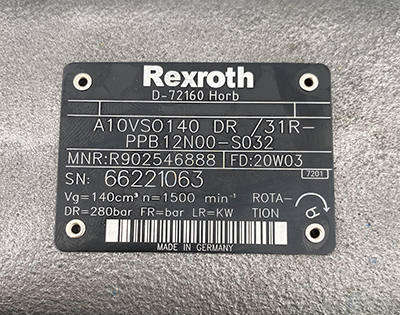 Rexroth
D-72160 Horb
A10VSO140 DR /31R-
PPB12N00-S032
MNR:R902546888 FD:20W03
SN: 66221063 7201
Vg=140cm³ n=1500 min⁻¹ ROTA-
DR=280bar FR=bar LR=KW TION
MADE IN GERMANY